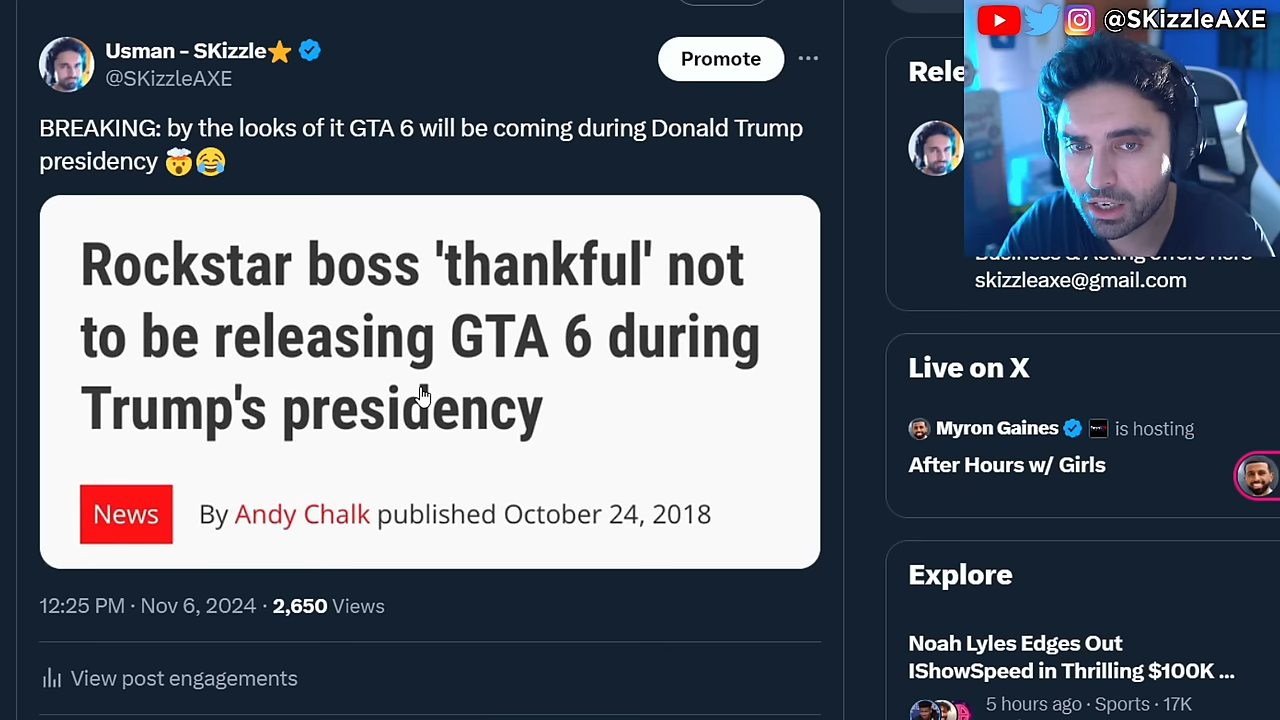 @SKizzleAXE
Usman - SKizzle⭐
@SKizzleAXE
Promote
BREAKING: by the looks of it GTA 6 will be coming during Donald Trump
presidency 🤯😂
Rockstar boss 'thankful' not
to be releasing GTA 6 during
Trump's presidency
News By Andy Chalk published October 24, 2018
12:25 PM · Nov 6, 2024 · 2,650 Views
View post engagements
Rele
skizzleaxe@gmail.com
Live on X
Myron Gaines is hosting
After Hours w/ Girls
Explore
Noah Lyles Edges Out
IShowSpeed in Thrilling $100K ...
5 hours ago · Sports · 17K